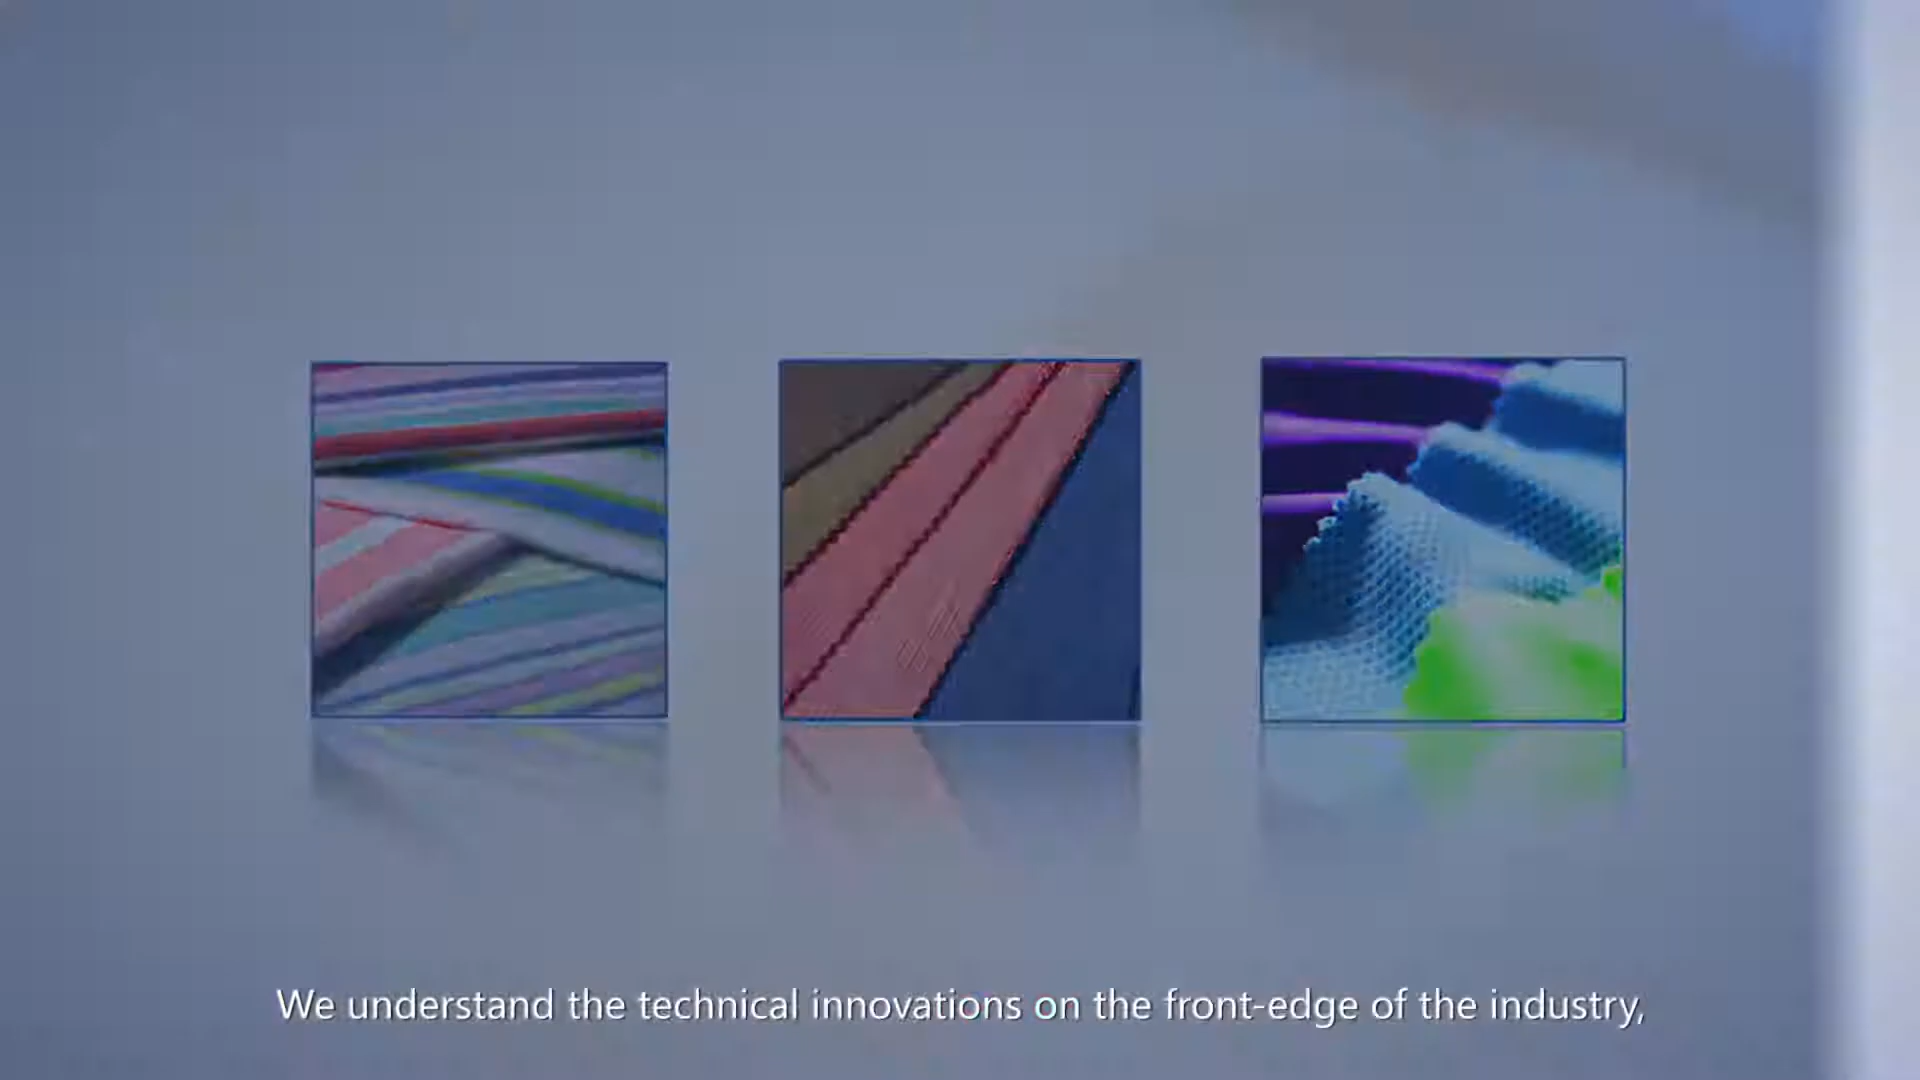 We understand the technical innovations on the front-edge of the industry,